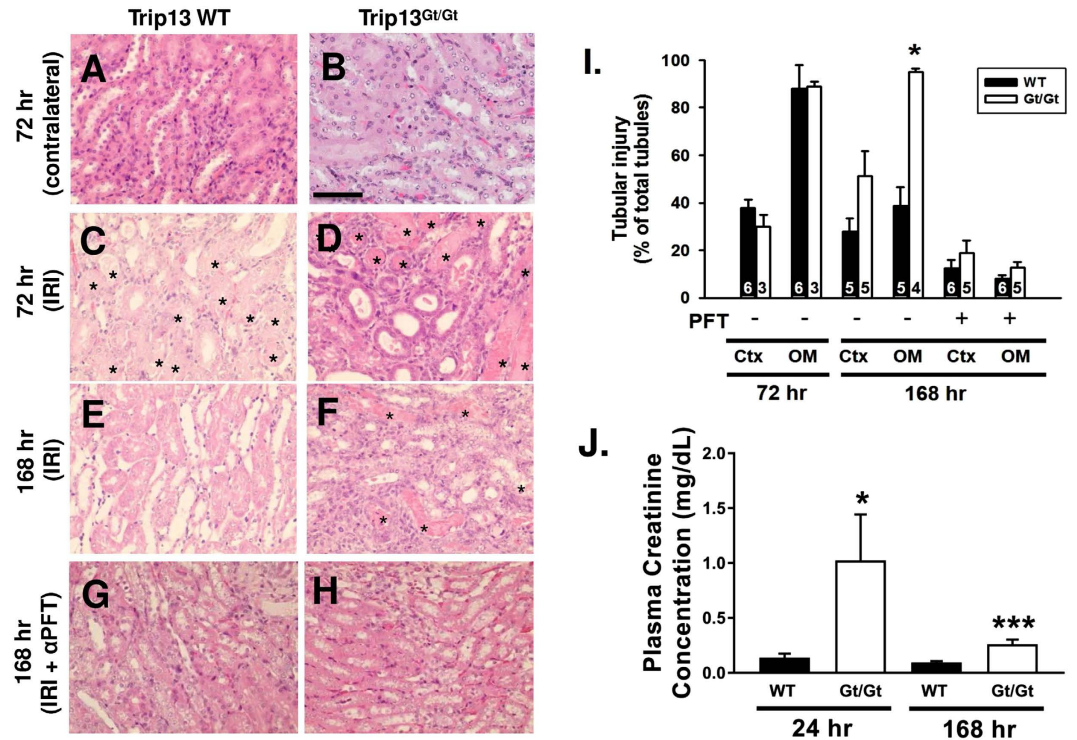 Trip13 WT
Trip13Gt/Gt
72 hr
(contralateral)
A
B
72 hr
(IRI)
C
D
* * * * * * * * * *
* * * * * * * * * * *
168 hr
(IRI)
E
F
* * * * *
168 hr
(IRI + αPFT)
G
H
I.
Tubular injury
(% of total tubules)
100
80
60
40
20
0
*
WT
Gt/Gt
6 3 6 3 5 5 5 4 6 5 6 5
PFT - - - - + +
Ctx OM Ctx OM Ctx OM
72 hr 168 hr
J.
Plasma Creatinine
Concentration (mg/dL)
2.0
1.5
1.0
0.5
0.0
*
***
WT Gt/Gt WT Gt/Gt
24 hr 168 hr